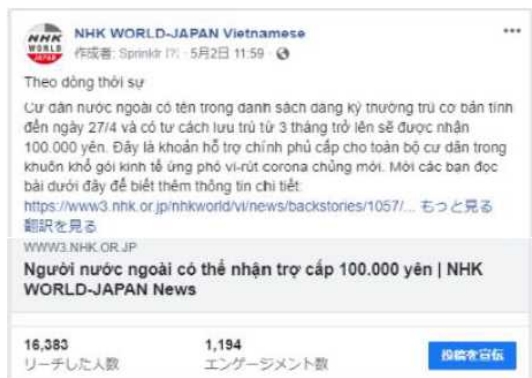 NHK WORLD-JAPAN Vietnamese
NHK
WORLD
JAPAN
作成者: Sprinklr [?] · 5月2日 11:59 ·
Theo dòng thời sự
Cư dân nước ngoài có tên trong danh sách đăng ký thường trú cơ bản tính
đến ngày 27/4 và có tư cách lưu trú từ 3 tháng trở lên sẽ được nhận
100.000 yên. Đây là khoản hỗ trợ chính phủ cấp cho toàn bộ cư dân trong
khuôn khổ gói kinh tế ứng phó vi-rút corona chủng mới. Mời các bạn đọc
bài dưới đây để biết thêm thông tin chi tiết:
https://www3.nhk.or.jp/nhkworld/vi/news/backstories/1057/... もっと見る
翻訳を見る
WWW3.NHK.OR.JP
Người nước ngoài có thể nhận trợ cấp 100.000 yên | NHK
WORLD-JAPAN News
16,383 1,194
リーチした人数 エンゲージメント数 投稿を宣伝